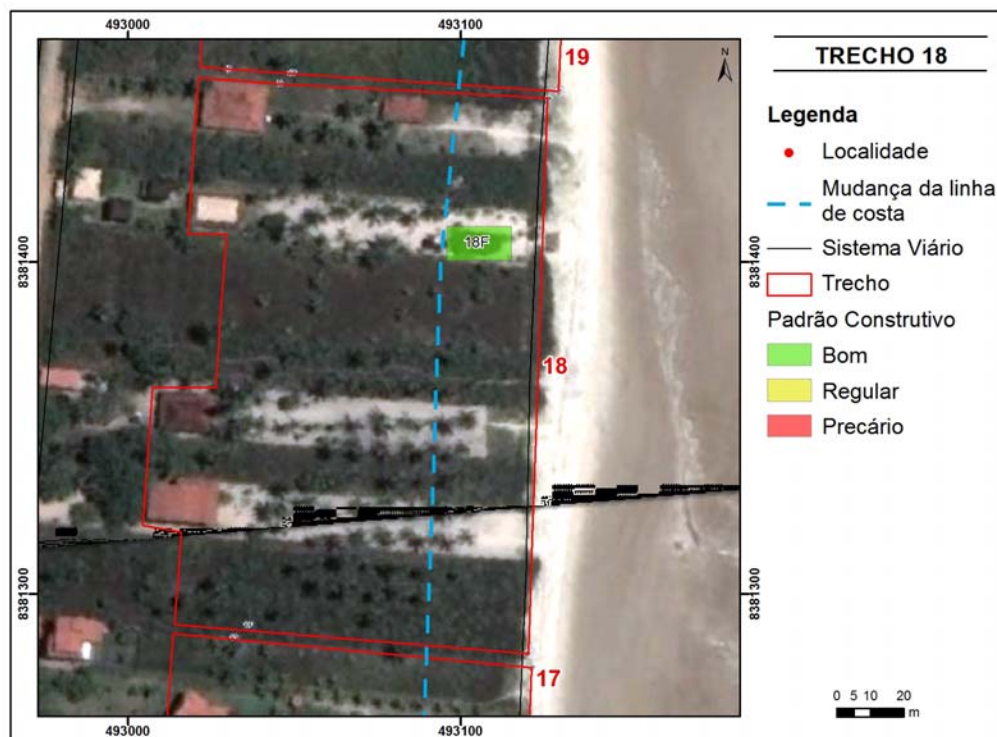 493000
493100
19
N
TRECHO 18
Legenda
Localidade
Mudança da linha
de costa
Sistema Viário
Trecho
Padrão Construtivo
Bom
Regular
Precário
18F
8381400
8381400
18
8381300
8381300
17
0 5 10 20
m
493000
493100